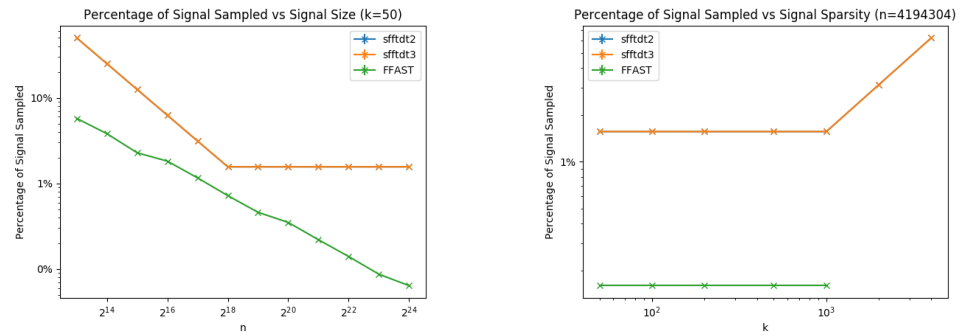 Percentage of Signal Sampled vs Signal Size (k=50)
sfftdt2
sfftdt3
FFAST
10%
1%
0%
Percentage of Signal Sampled
2^14
2^16
2^18
2^20
2^22
2^24
n
Percentage of Signal Sampled vs Signal Sparsity (n=4194304)
sfftdt2
sfftdt3
FFAST
1%
Percentage of Signal Sampled
10^2
10^3
k